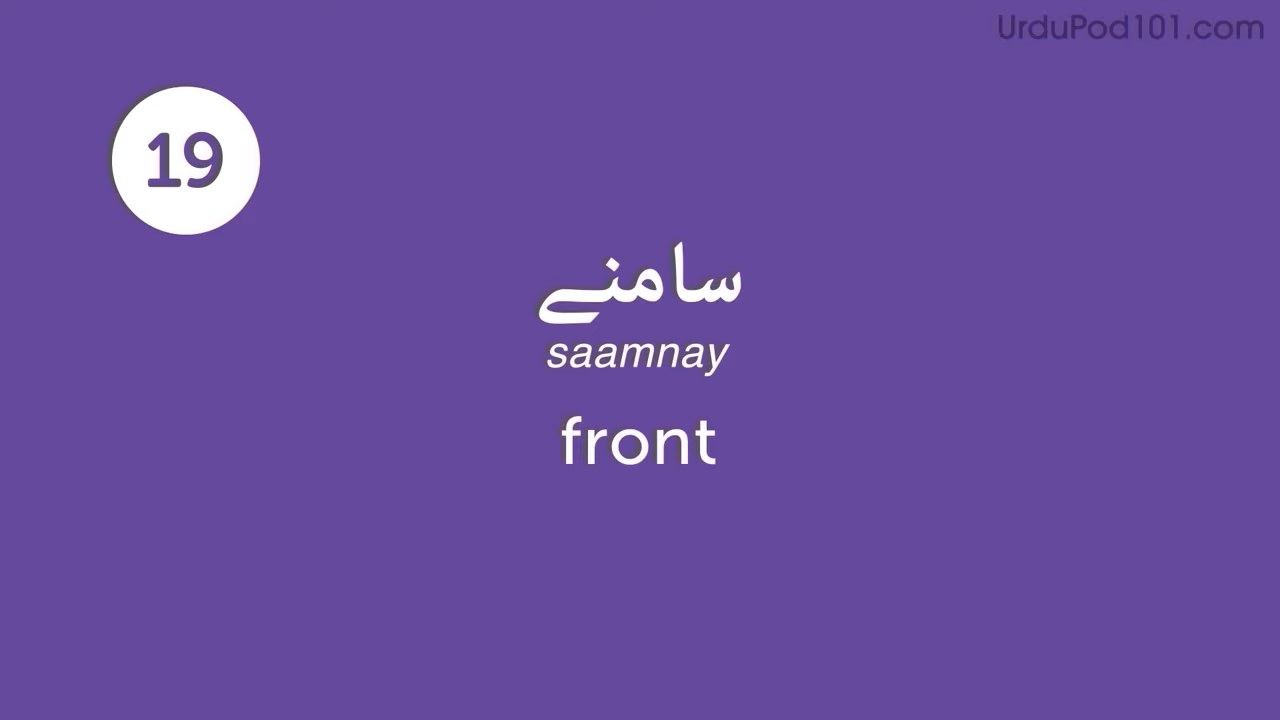 UrduPod101.com
19
سامنے
saamnay
front